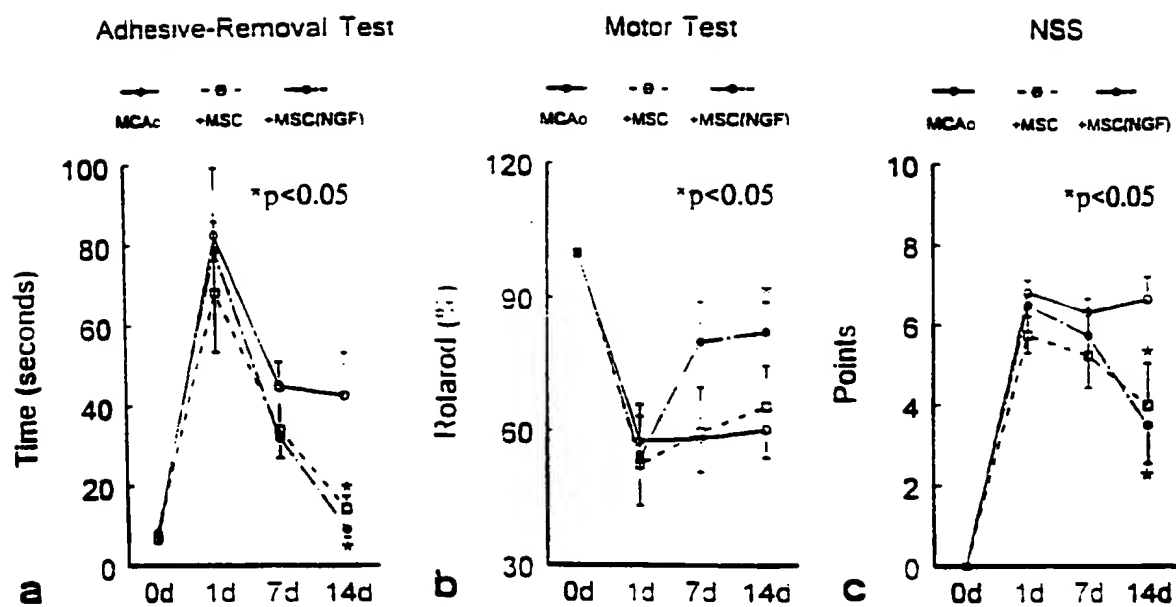 Adhesive-Removal Test
MCAo +MSC +MSC(NGF)
*p<0.05
Time (seconds)
100
80
60
40
20
0
0d 1d 7d 14d
a
Motor Test
MCAo +MSC +MSC(NGF)
*p<0.05
Rotarod (%)
120
90
60
30
0d 1d 7d 14d
b
NSS
MCAo +MSC +MSC(NGF)
*p<0.05
Points
10
8
6
4
2
0
0d 1d 7d 14d
c